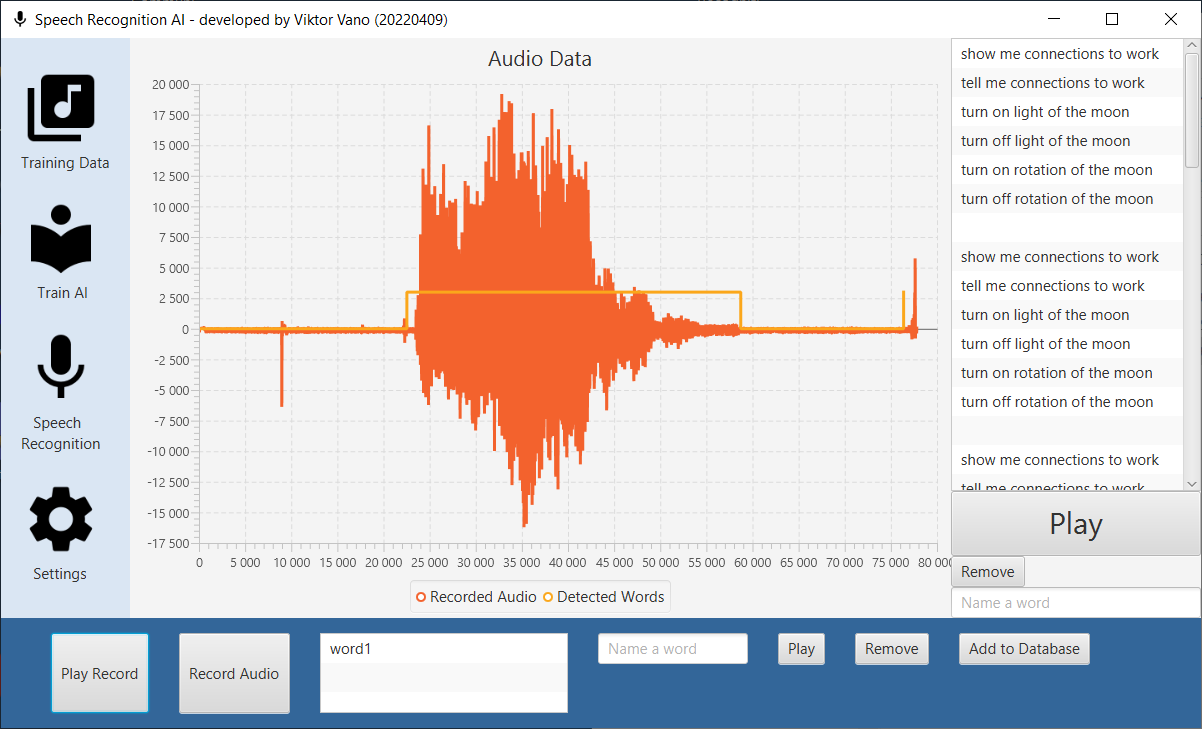 Speech Recognition AI - developed by Viktor Vano (20220409)
Training Data
Train AI
Speech
Recognition
Settings
Audio Data
20 000
17 500
15 000
12 500
10 000
7 500
5 000
2 500
0
-2 500
-5 000
-7 500
-10 000
-12 500
-15 000
-17 500
0 5 000 10 000 15 000 20 000 25 000 30 000 35 000 40 000 45 000 50 000 55 000 60 000 65 000 70 000 75 000 80 000
Recorded Audio Detected Words
show me connections to work
tell me connections to work
turn on light of the moon
turn off light of the moon
turn on rotation of the moon
turn off rotation of the moon
show me connections to work
tell me connections to work
turn on light of the moon
turn off light of the moon
turn on rotation of the moon
turn off rotation of the moon
show me connections to work
tell me connections to work
Play
Remove
Name a word
Play Record
Record Audio
word1
Name a word
Play
Remove
Add to Database